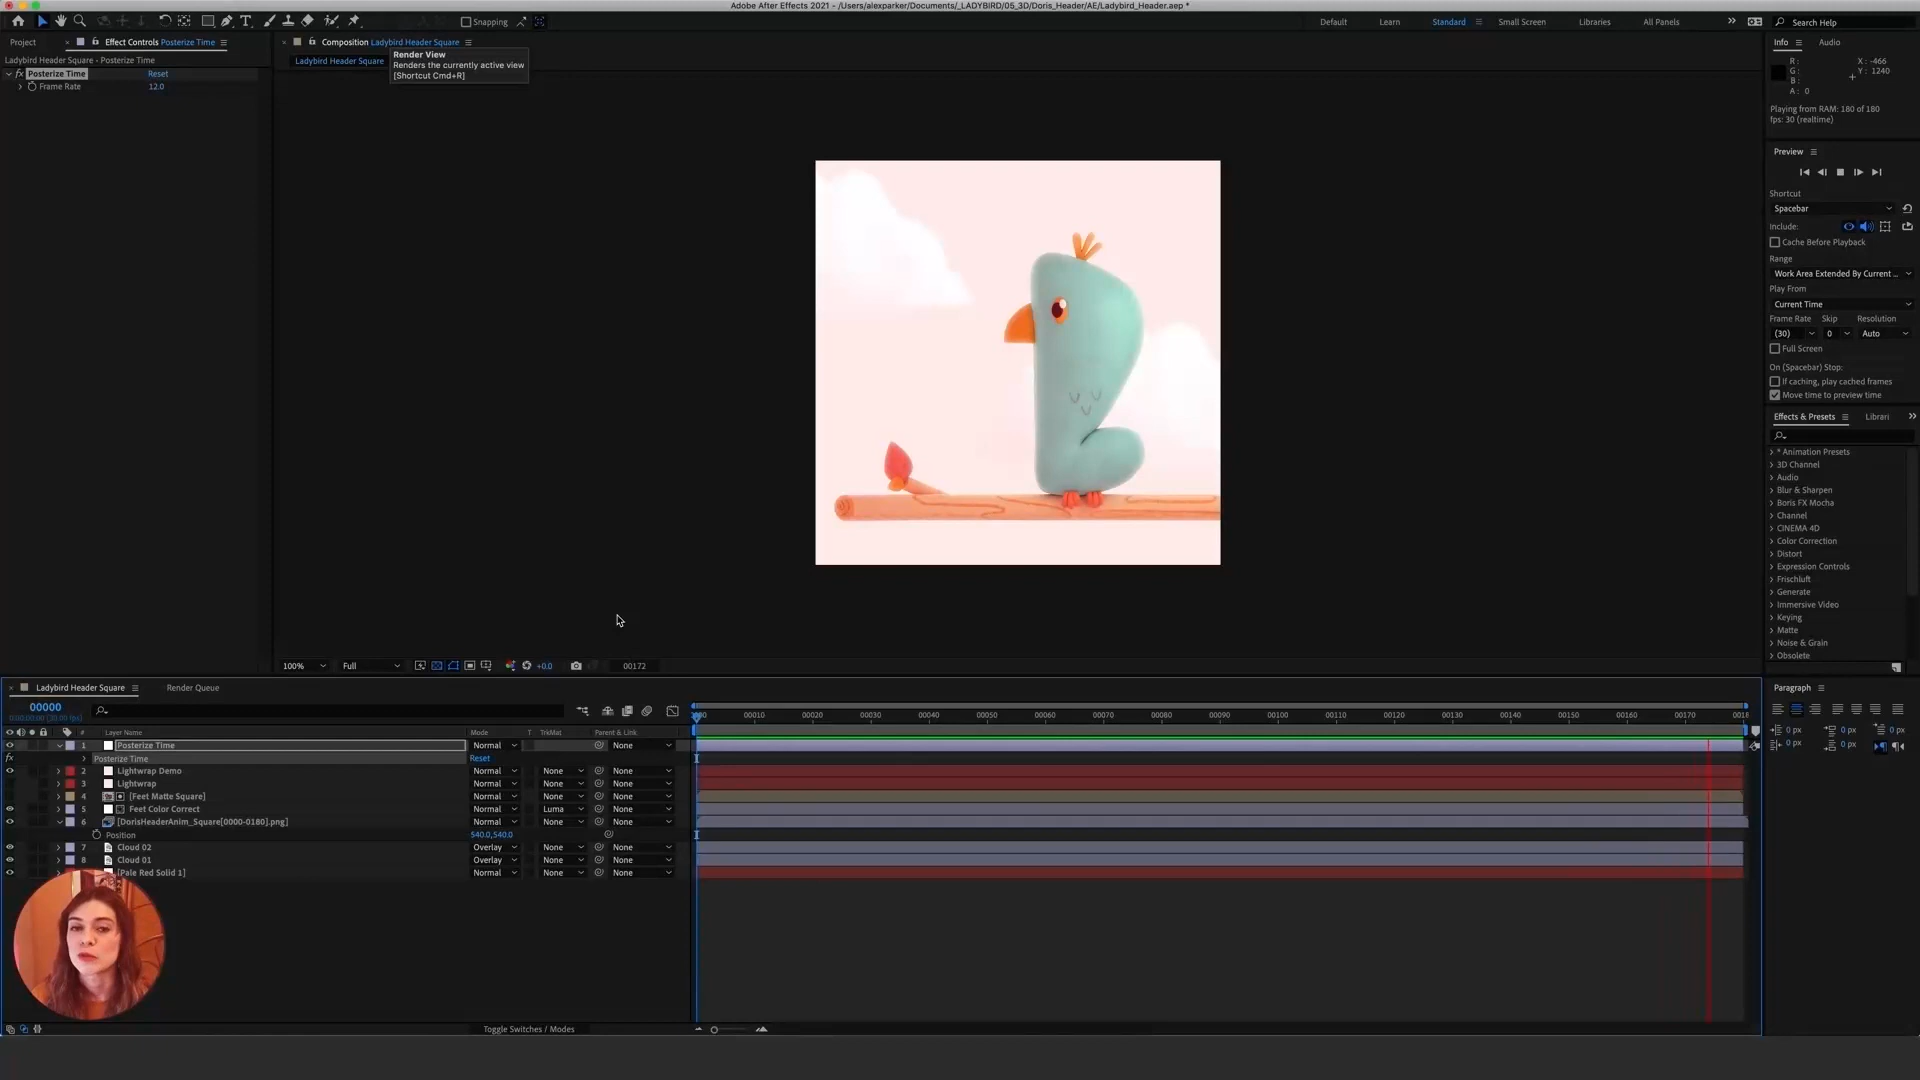 Adobe After Effects 2021 - /Users/alexparker/Documents/_LADYBIRD/05_3D/Doris_Header/AE/Ladybird_Header.aep *
Snapping
Default
Learn
Standard
Small Screen
Libraries
All Panels
Search Help
Project
Effect Controls Posterize Time
Composition Ladybird Header Square
Info
Audio
Ladybird Header Square • Posterize Time
Ladybird Header Square
Render View
Renders the currently active view
[Shortcut Cmd+R]
fx Posterize Time
Reset
Frame Rate
12.0
R :
G :
B :
A : 0
X : -466
Y : 1240
Playing from RAM: 180 of 180
fps: 30 (realtime)
Preview
Shortcut
Spacebar
Include:
Cache Before Playback
Range
Work Area Extended By Current ...
Play From
Current Time
Frame Rate Skip Resolution
(30) 0 Auto
Full Screen
On (Spacebar) Stop:
If caching, play cached frames
Move time to preview time
Effects & Presets
Librari
* Animation Presets
3D Channel
Audio
Blur & Sharpen
Boris FX Mocha
Channel
CINEMA 4D
Color Correction
Distort
Expression Controls
Frischluft
Generate
Immersive Video
Keying
Matte
Noise & Grain
Obsolete
100%
Full
+0.0
00172
Ladybird Header Square
Render Queue
Paragraph
00000
0:00:00:00 (30.00 fps)
00010 00020 00030 00040 00050 00060 00070 00080 00090 00100 00110 00120 00130 00140 00150 00160 00170 0018
# Layer Name Mode T TrkMat Parent & Link
1 Posterize Time Normal None
fx Posterize Time Reset
2 Lightwrap Demo Normal None None
3 Lightwrap Normal None None
4 [Feet Matte Square] Normal None None
5 Feet Color Correct Normal Luma None
6 [DorisHeaderAnim_Square[0000-0180].png] Normal None None
Position 540.0,540.0
7 Cloud 02 Overlay None None
8 Cloud 01 Overlay None None
[Pale Red Solid 1] Normal None None
0 px 0 px 0 px
0 px 0 px
Toggle Switches / Modes